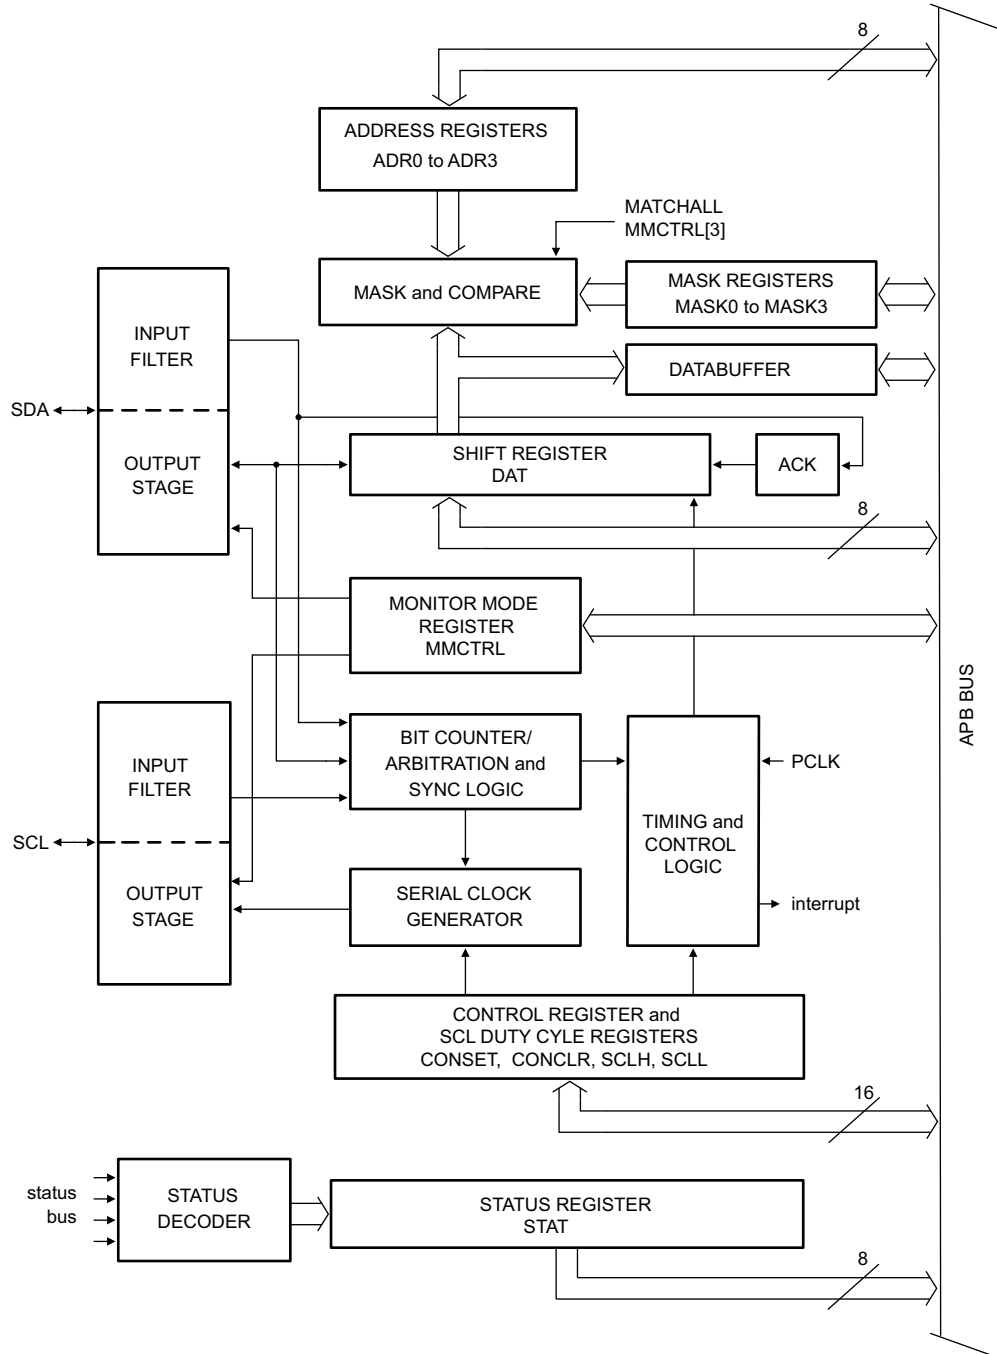 8
ADDRESS REGISTERS
ADR0 to ADR3
MATCHALL
MMCTRL[3]
MASK and COMPARE
MASK REGISTERS
MASK0 to MASK3
INPUT
FILTER
DATABUFFER
SDA
OUTPUT
STAGE
SHIFT REGISTER
DAT
ACK
8
MONITOR MODE
REGISTER
MMCTRL
APB BUS
INPUT
FILTER
BIT COUNTER/
ARBITRATION and
SYNC LOGIC
PCLK
SCL
TIMING and
CONTROL
LOGIC
OUTPUT
STAGE
SERIAL CLOCK
GENERATOR
interrupt
CONTROL REGISTER and
SCL DUTY CYLE REGISTERS
CONSET, CONCLR, SCLH, SCLL
16
status
bus
STATUS
DECODER
STATUS REGISTER
STAT
8